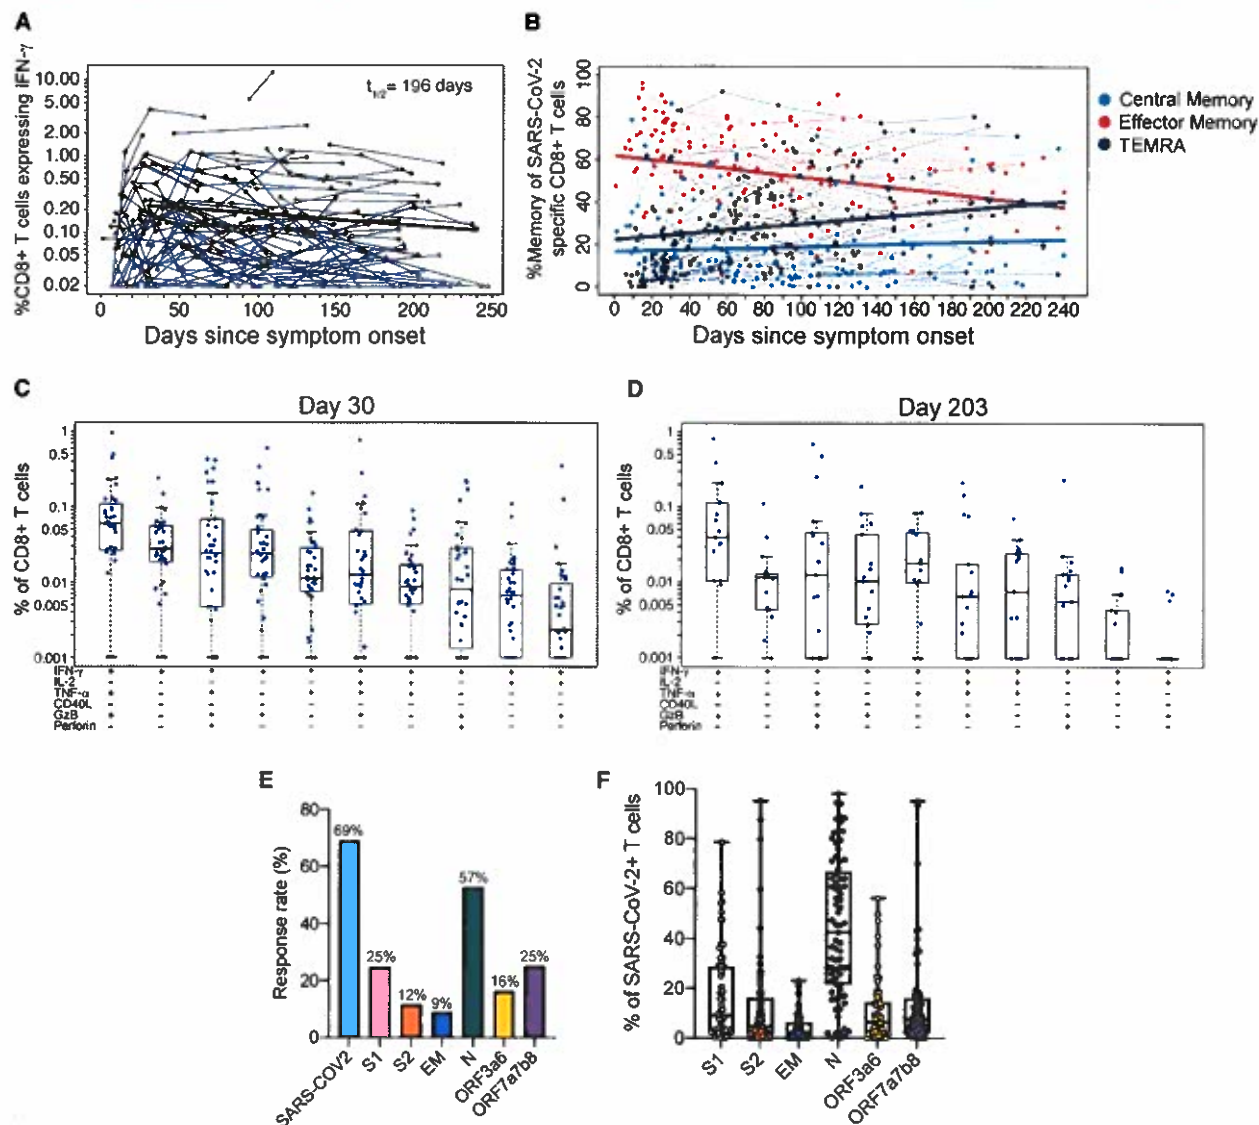 A
%CD8+ T cells expressing IFN-γ
10.00
5.00
2.00
1.00
0.50
0.20
0.10
0.05
0.02
t1/2= 196 days
0 50 100 150 200 250
Days since symptom onset
B
%Memory of SARS-CoV-2
specific CD8+ T cells
100
80
60
40
20
0
0 20 40 60 80 100 120 140 160 180 200 220 240
Days since symptom onset
Central Memory
Effector Memory
TEMRA
C
Day 30
% of CD8+ T cells
1
0.5
0.1
0.05
0.01
0.005
0.001
IFN-γ
IL-2
TNF-α
CD40L
GzB
Perforin
D
Day 203
% of CD8+ T cells
1
0.5
0.1
0.05
0.01
0.005
0.001
IFN-γ
IL-2
TNF-α
CD40L
GzB
Perforin
E
Response rate (%)
80
60
40
20
0
69%
25%
12%
9%
57%
16%
25%
SARS-COV2
S1
S2
EM
N
ORF3a6
ORF7a7b8
F
% of SARS-CoV-2+ T cells
100
80
60
40
20
0
S1
S2
EM
N
ORF3a6
ORF7a7b8